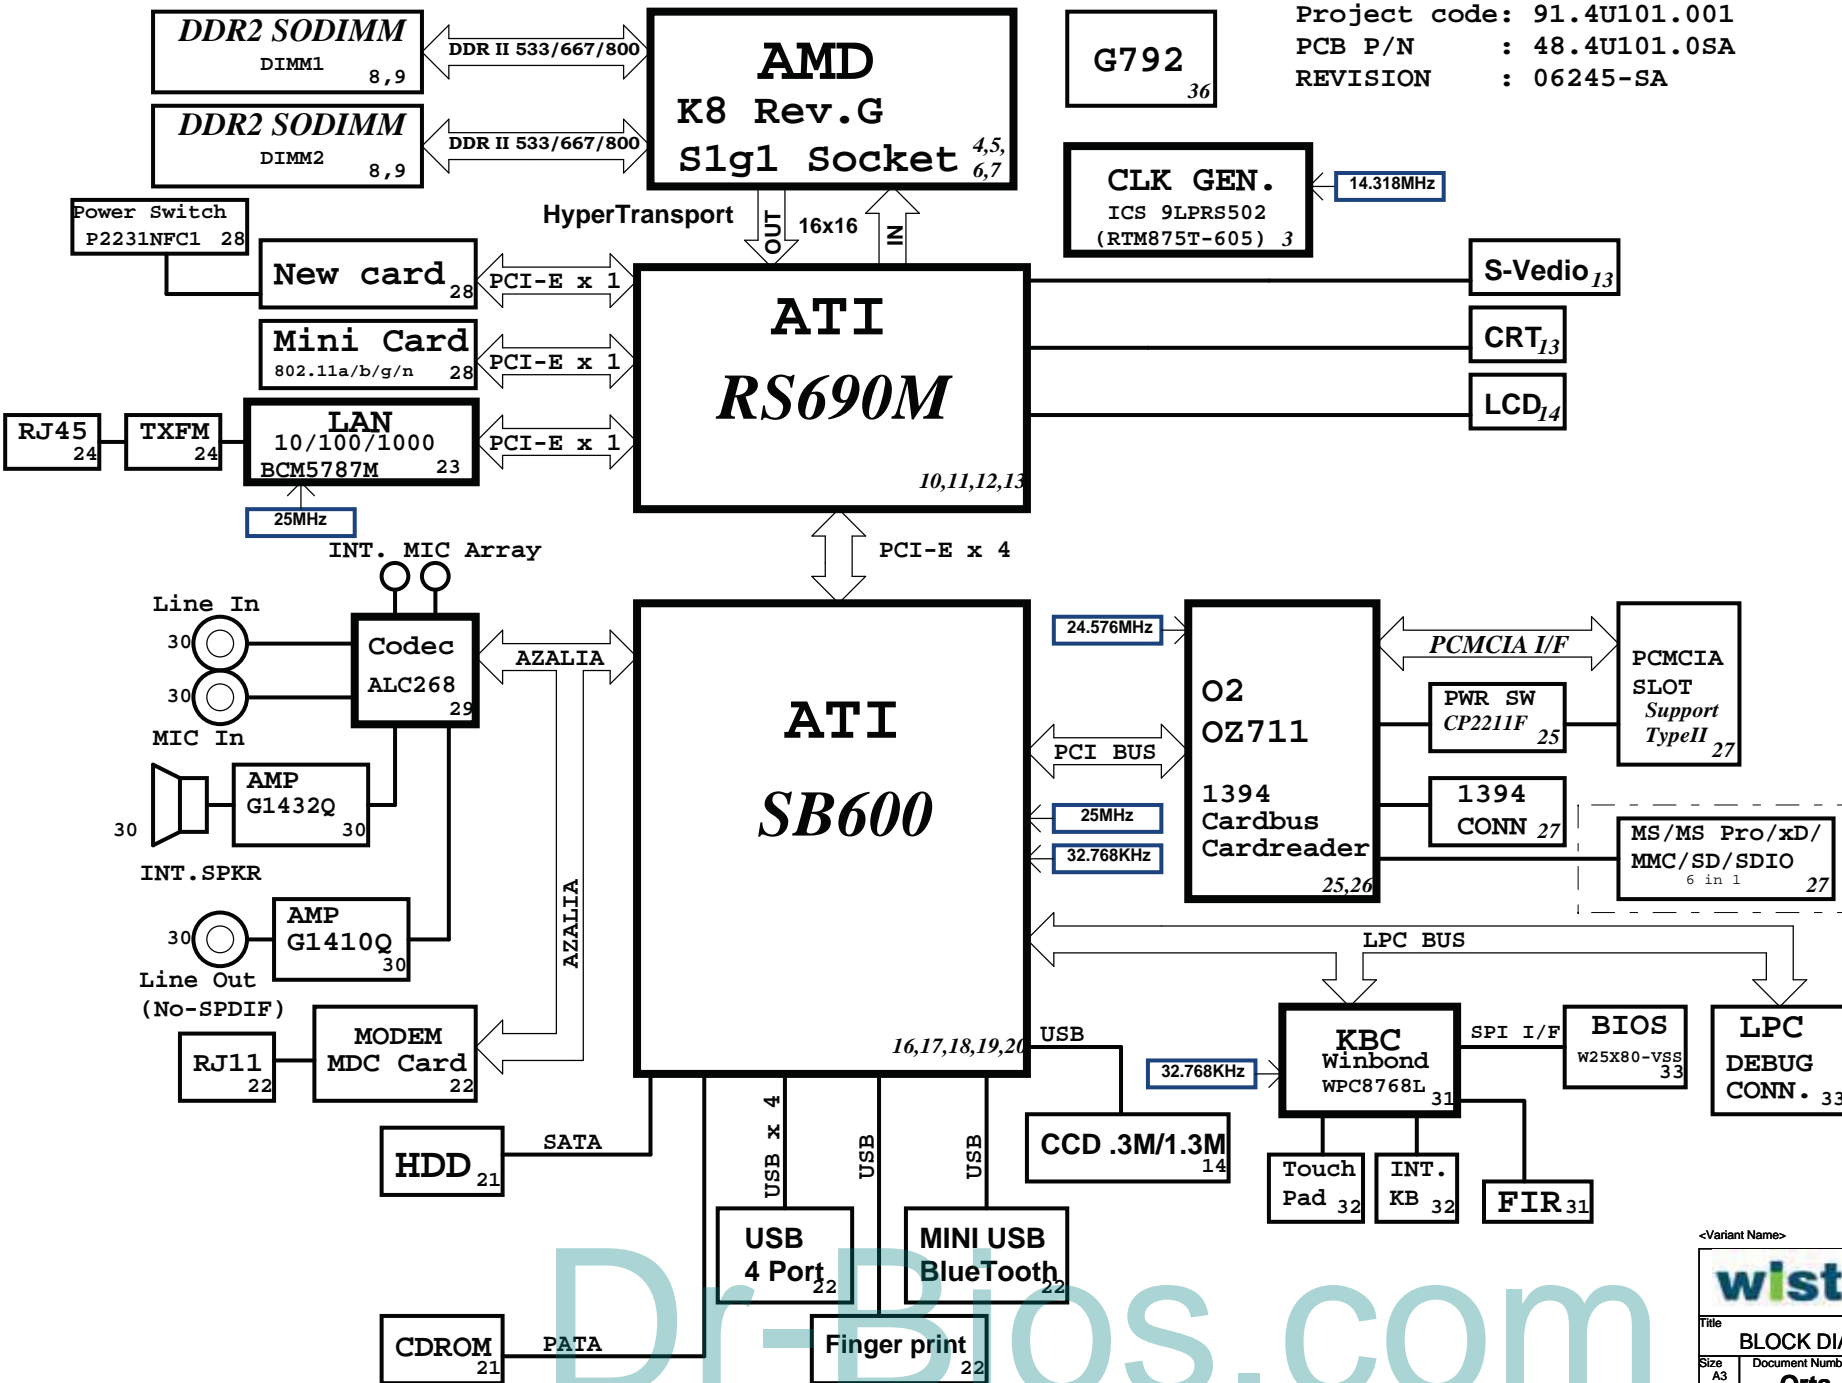 DDR2 SODIMM
DIMM1
8,9
DDR II 533/667/800
AMD
K8 Rev.G
S1g1 Socket
4,5,
6,7
G792
36
Project code: 91.4U101.001
PCB P/N : 48.4U101.0SA
REVISION : 06245-SA
DDR2 SODIMM
DIMM2
8,9
DDR II 533/667/800
CLK GEN.
ICS 9LPRS502
(RTM875T-605) 3
14.318MHz
Power Switch
P2231NFC1 28
HyperTransport
OUT
16x16
IN
New card
28
PCI-E x 1
Mini Card
802.11a/b/g/n 28
PCI-E x 1
RJ45
24
TXFM
24
LAN
10/100/1000
BCM5787M 23
PCI-E x 1
25MHz
ATI
RS690M
10,11,12,13
S-Vedio 13
CRT 13
LCD 14
PCI-E x 4
INT. MIC Array
Line In
30
30
MIC In
Codec
ALC268
29
AZALIA
AMP
G1432Q
30
30
INT.SPKR
AMP
G1410Q
30
30
Line Out
(No-SPDIF)
AZALIA
MODEM
MDC Card
22
RJ11
22
ATI
SB600
16,17,18,19,20
24.576MHz
PCI BUS
25MHz
32.768KHz
O2
OZ711
1394
Cardbus
Cardreader
25,26
PCMCIA I/F
PCMCIA
SLOT
Support
TypeII
27
PWR SW
CP2211F
25
1394
CONN 27
MS/MS Pro/xD/
MMC/SD/SDIO
6 in 1
27
LPC BUS
USB
32.768KHz
KBC
Winbond
WPC8768L
31
SPI I/F
BIOS
W25X80-VSS
33
LPC
DEBUG
CONN. 33
HDD 21
SATA
USB x 4
USB
USB
CCD .3M/1.3M
14
Touch
Pad 32
INT.
KB 32
FIR 31
USB
4 Port
22
MINI USB
BlueTooth
22
CDROM
21
PATA
Finger print
22
Dr-Bios.com
<Variant Name>
wist
Title
BLOCK DIA
Size
A3
Document Numb